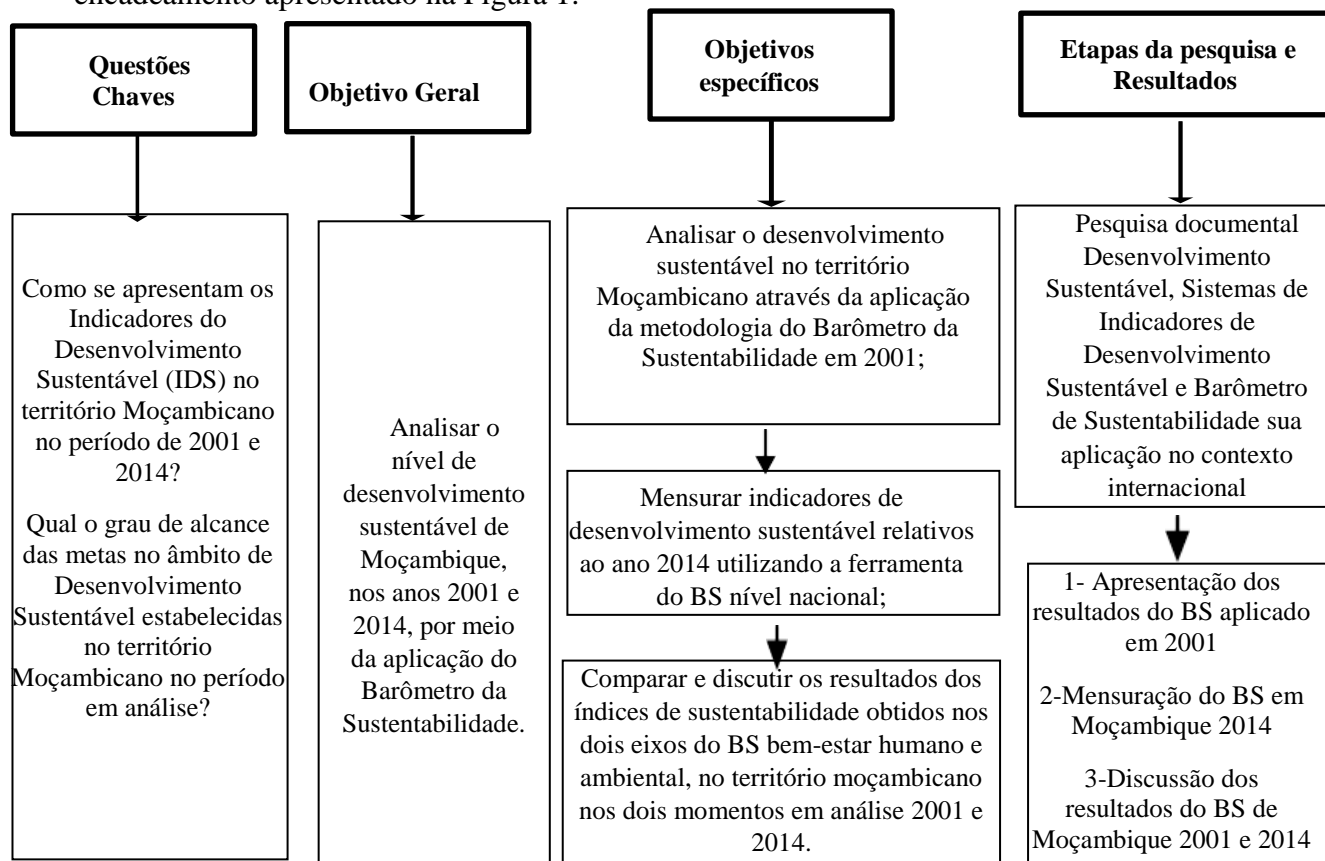 encadeamento apresentado na Figura 1.
Questões
Chaves
Objetivo Geral
Objetivos
específicos
Etapas da pesquisa e
Resultados
Como se apresentam os
Indicadores do
Desenvolvimento
Sustentável (IDS) no
território Moçambicano
no período de 2001 e
2014?
Qual o grau de alcance
das metas no âmbito de
Desenvolvimento
Sustentável estabelecidas
no território
Moçambicano no período
em análise?
Analisar o
nível de
desenvolvimento
sustentável de
Moçambique,
nos anos 2001 e
2014, por meio
da aplicação do
Barômetro da
Sustentabilidade.
Analisar o desenvolvimento
sustentável no território
Moçambicano através da aplicação
da metodologia do Barômetro da
Sustentabilidade em 2001;
Mensurar indicadores de
desenvolvimento sustentável relativos
ao ano 2014 utilizando a ferramenta
do BS nível nacional;
Comparar e discutir os resultados dos
índices de sustentabilidade obtidos nos
dois eixos do BS bem-estar humano e
ambiental, no território moçambicano
nos dois momentos em análise 2001 e
2014.
Pesquisa documental
Desenvolvimento
Sustentável, Sistemas de
Indicadores de
Desenvolvimento
Sustentável e Barômetro
de Sustentabilidade sua
aplicação no contexto
internacional
1- Apresentação dos
resultados do BS aplicado
em 2001
2-Mensuração do BS em
Moçambique 2014
3-Discussão dos
resultados do BS de
Moçambique 2001 e 2014